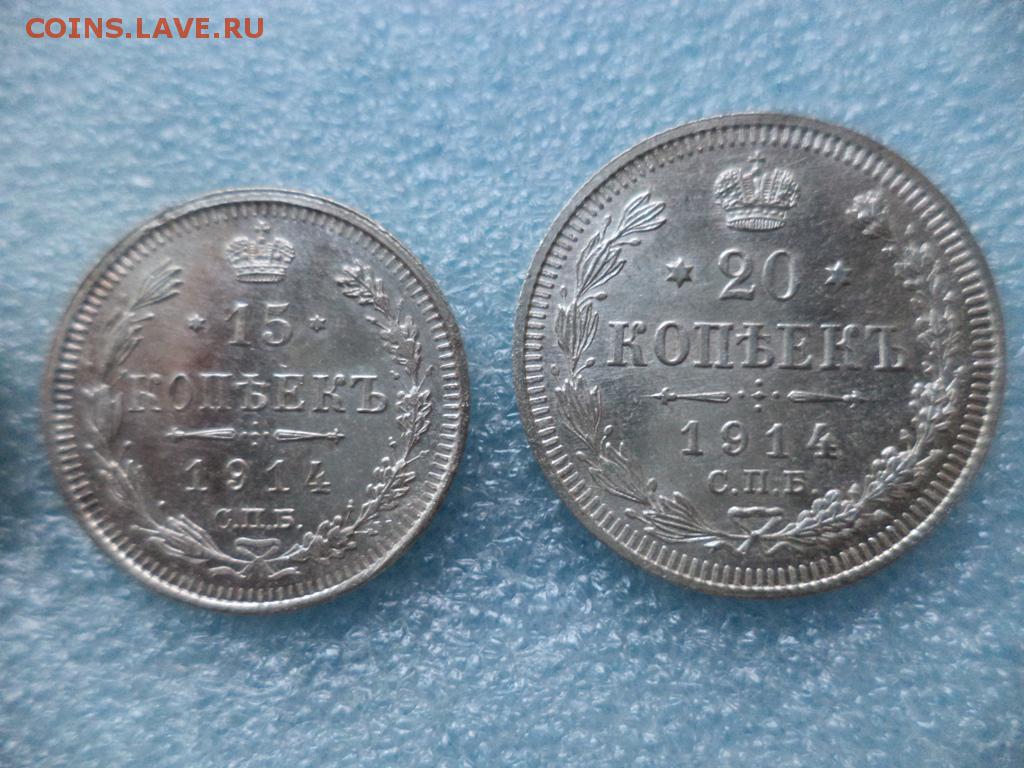 COINS.LAVE.RU
15
КОПѢЕКЪ
1914
С.П.Б.
20
КОПѢЕКЪ
1914
С.П.Б.